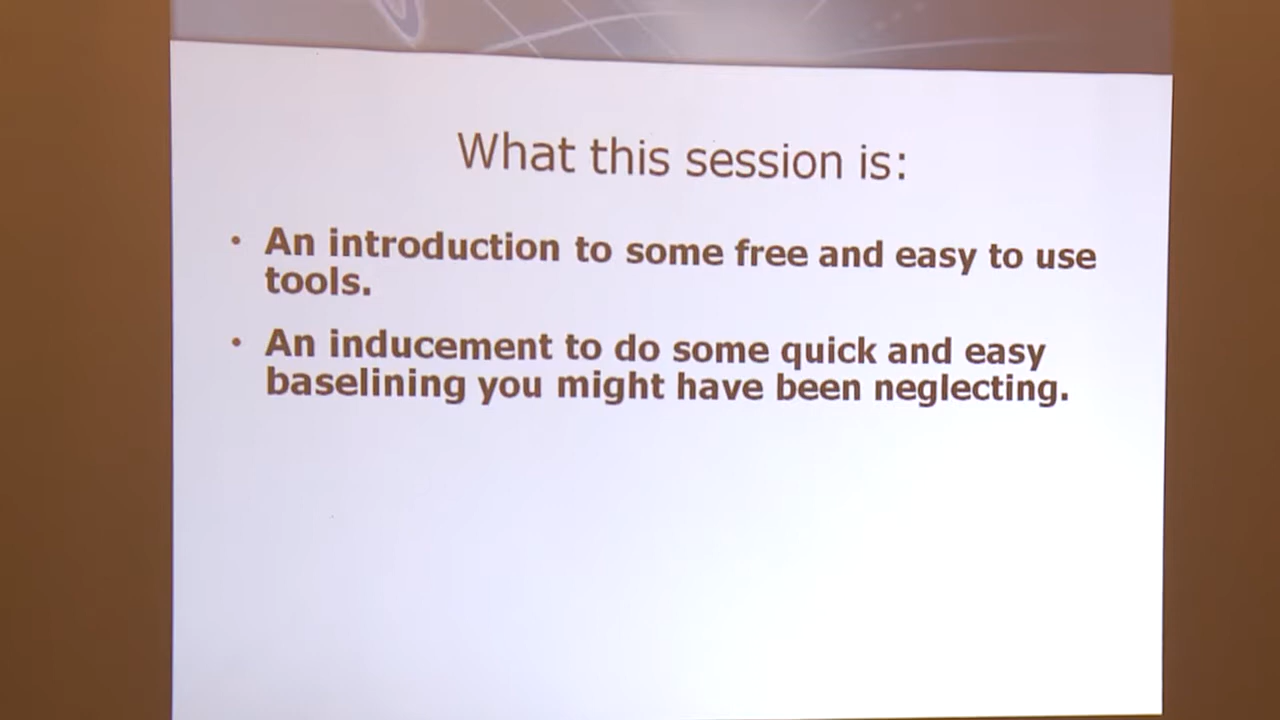 What this session is:
• An introduction to some free and easy to use
tools.
• An inducement to do some quick and easy
baselining you might have been neglecting.